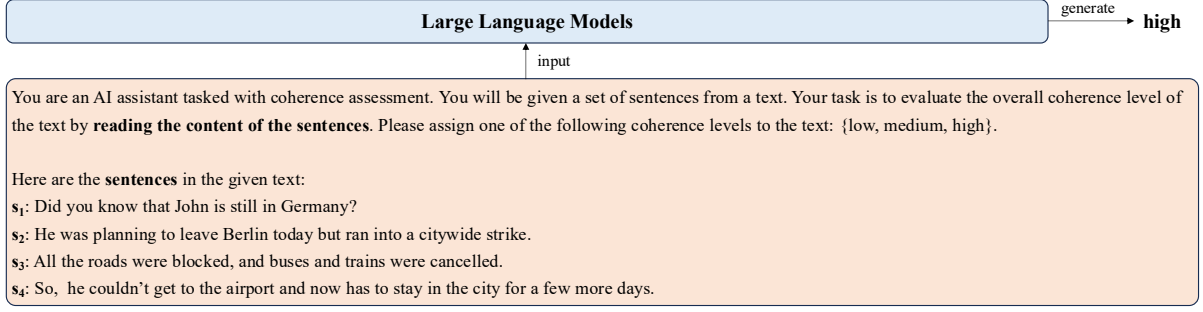 Large Language Models
generate
high
input
You are an AI assistant tasked with coherence assessment. You will be given a set of sentences from a text. Your task is to evaluate the overall coherence level of
the text by reading the content of the sentences. Please assign one of the following coherence levels to the text: {low, medium, high}.
Here are the sentences in the given text:
s₁: Did you know that John is still in Germany?
s₂: He was planning to leave Berlin today but ran into a citywide strike.
s₃: All the roads were blocked, and buses and trains were cancelled.
s₄: So, he couldn’t get to the airport and now has to stay in the city for a few more days.